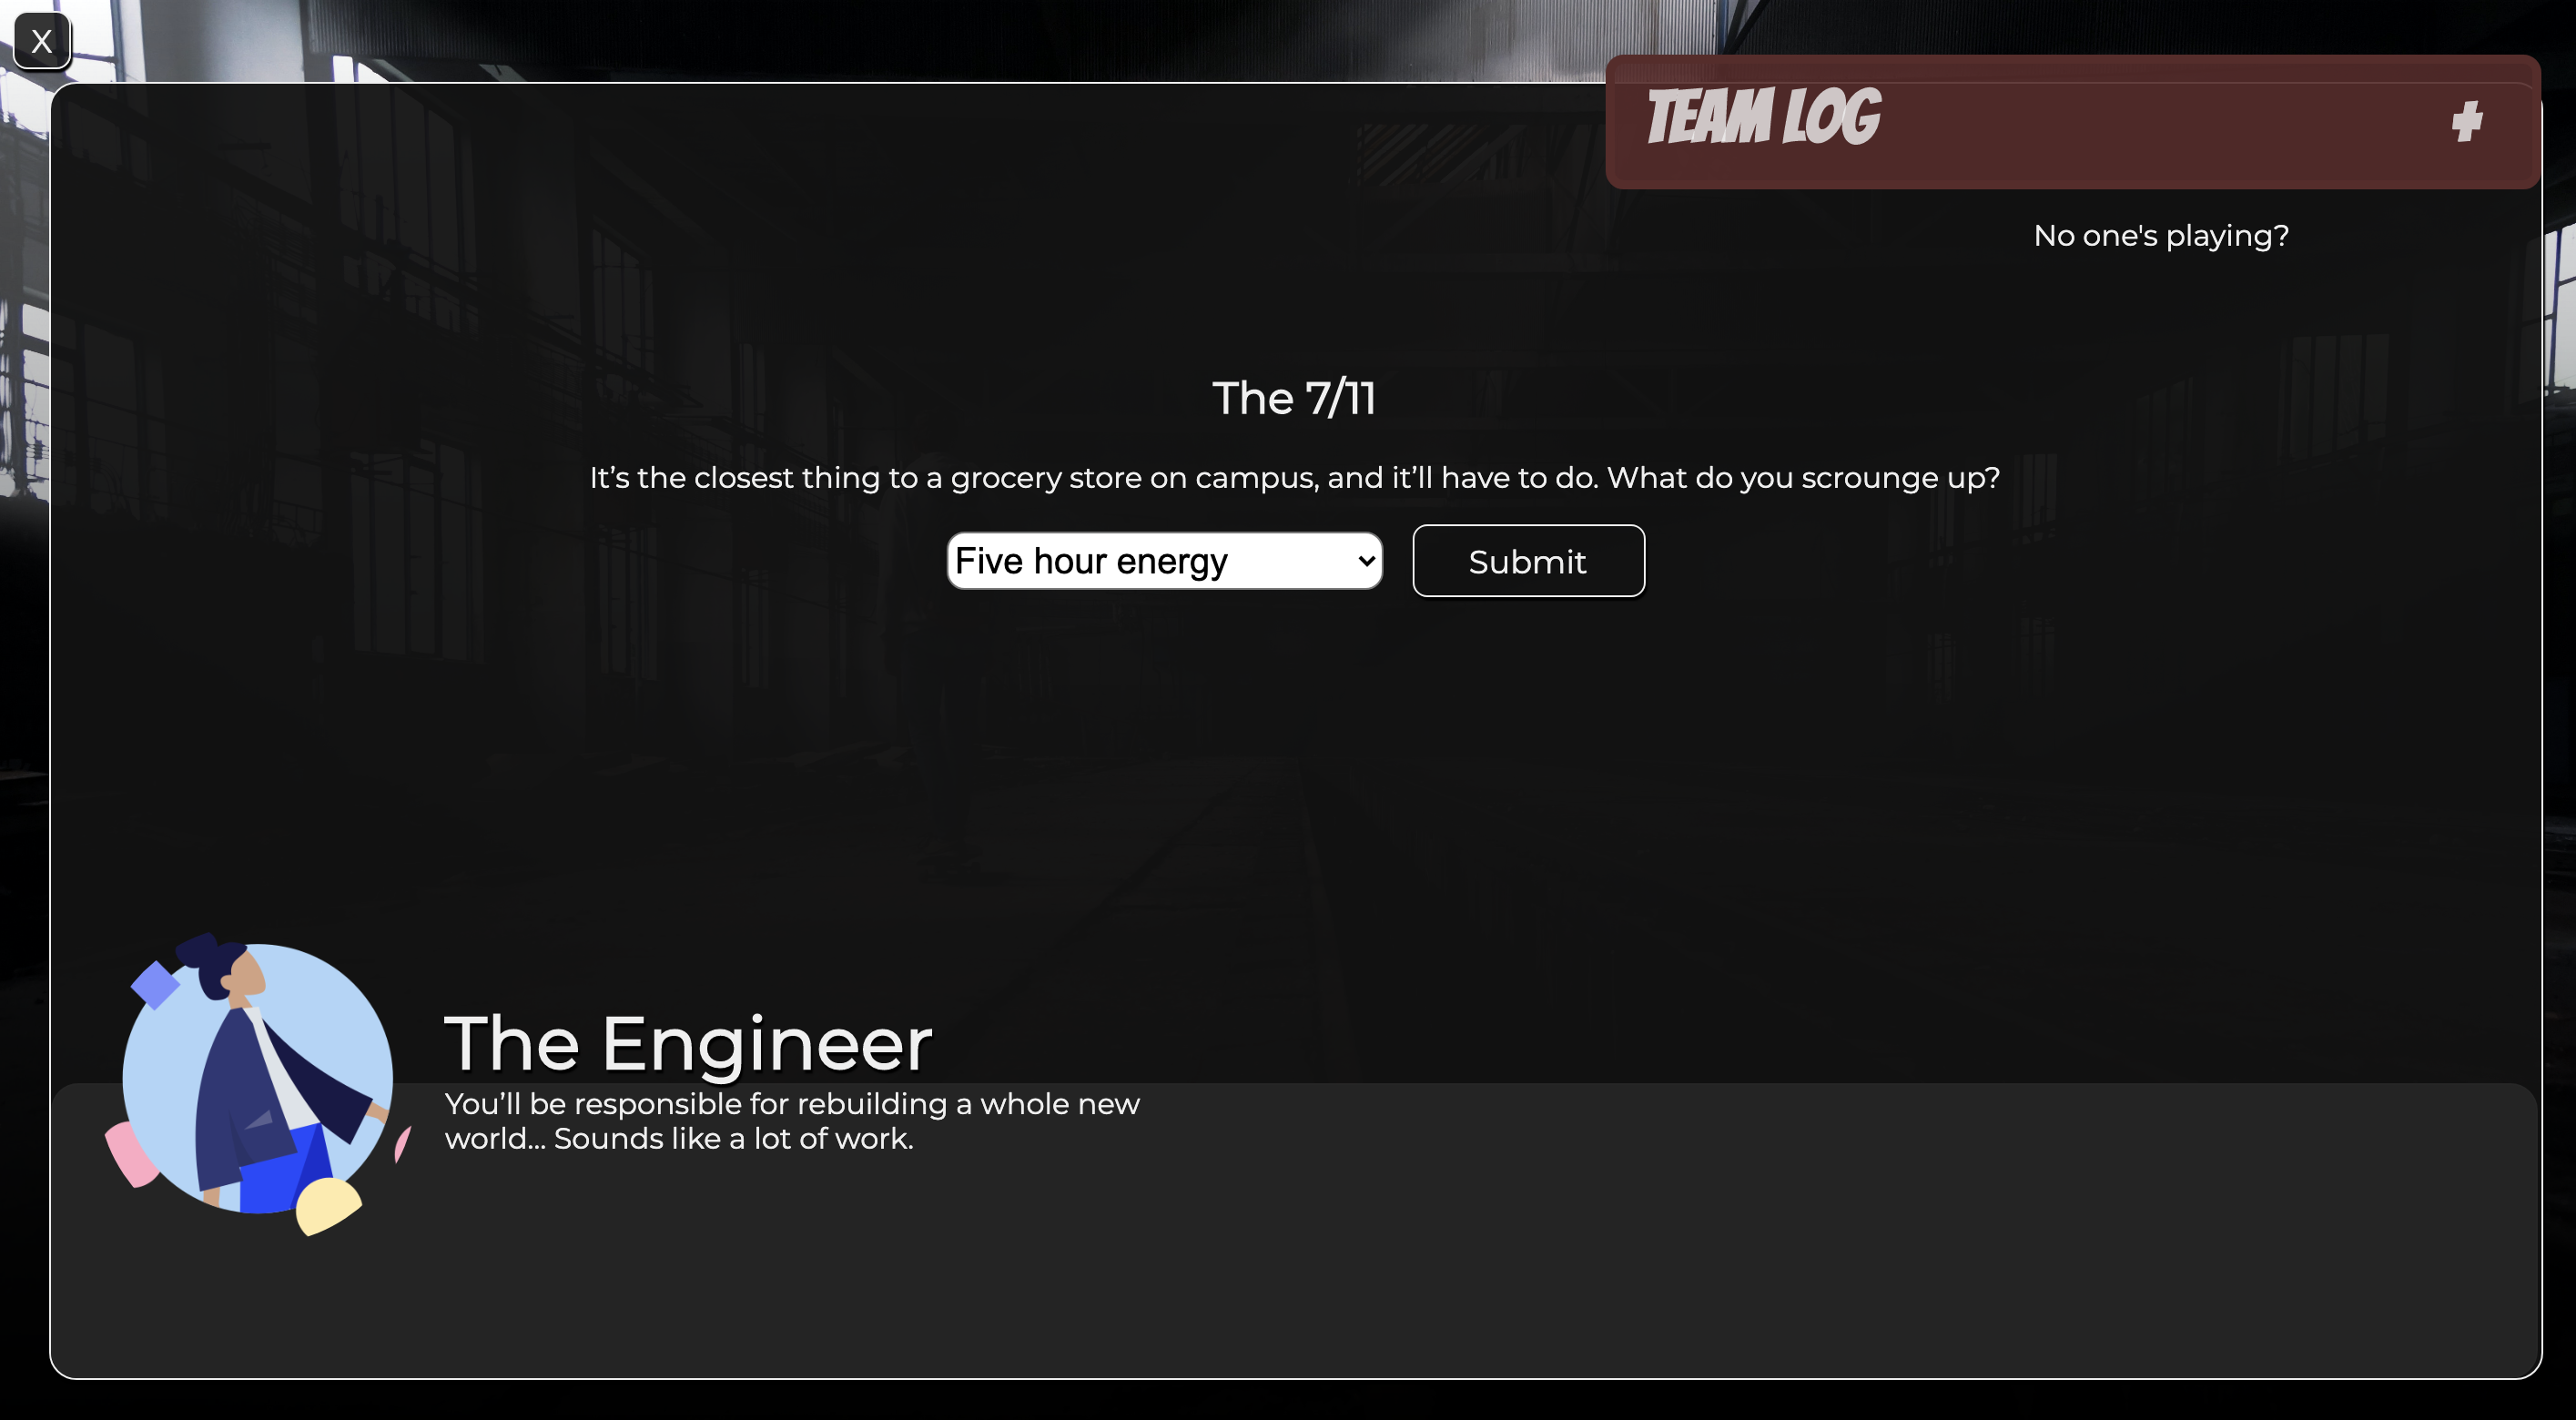 X
TEAM LOG
+
No one's playing?
The 7/11
It’s the closest thing to a grocery store on campus, and it’ll have to do. What do you scrounge up?
Five hour energy
Submit
The Engineer
You’ll be responsible for rebuilding a whole new
world... Sounds like a lot of work.